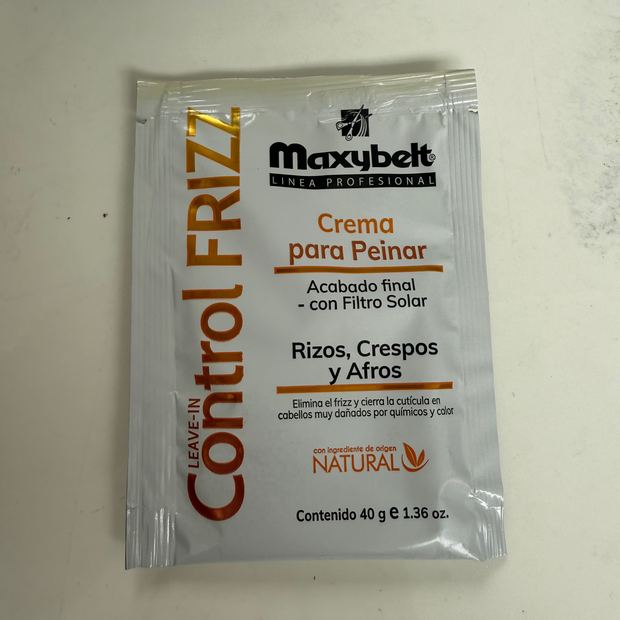 LEAVE-IN
Control FRIZZ
Maxybelt®
LINEA PROFESIONAL
Crema
para Peinar
Acabado final
- con Filtro Solar
Rizos, Crespos
y Afros
Elimina el frizz y cierra la cutícula en
cabellos muy dañados por químicos y calor
con ingrediente de origen
NATURAL
Contenido 40 g e 1.36 oz.